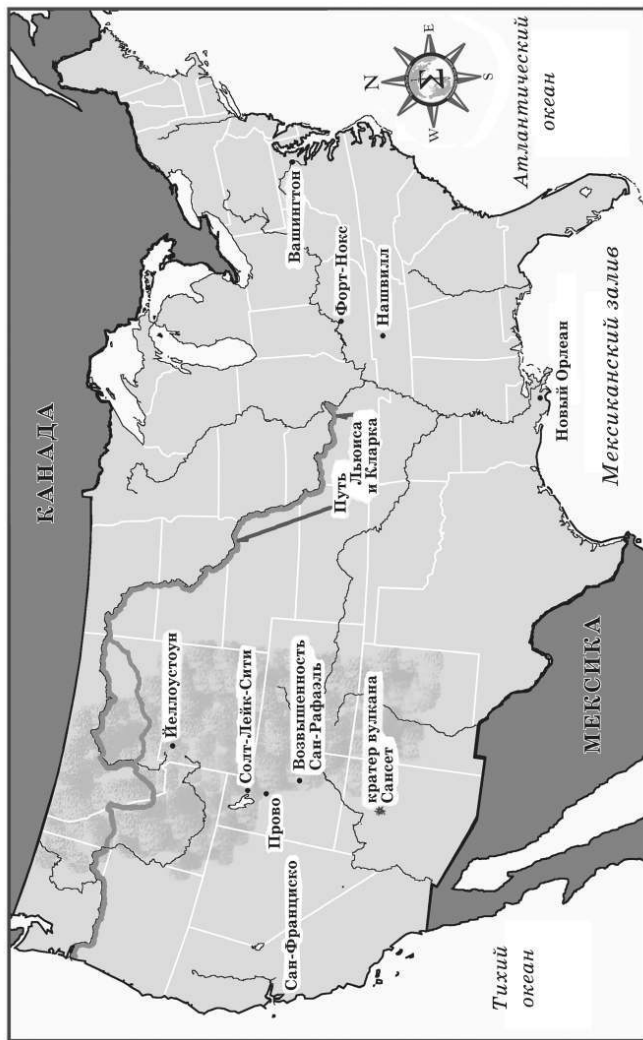 КАНАДА
N
E
S
W
Σ
Атлантический
океан
Вашингтон
Форт-Нокс
Нашвилл
Путь
Льюиса
и Кларка
Йеллоустоун
Солт-Лейк-Сити
Прово
Возвышенность
Сан-Рафаэль
кратер вулкана
Сансет
Сан-Франциско
Новый Орлеан
Мексиканский залив
МЕКСИКА
Тихий
океан